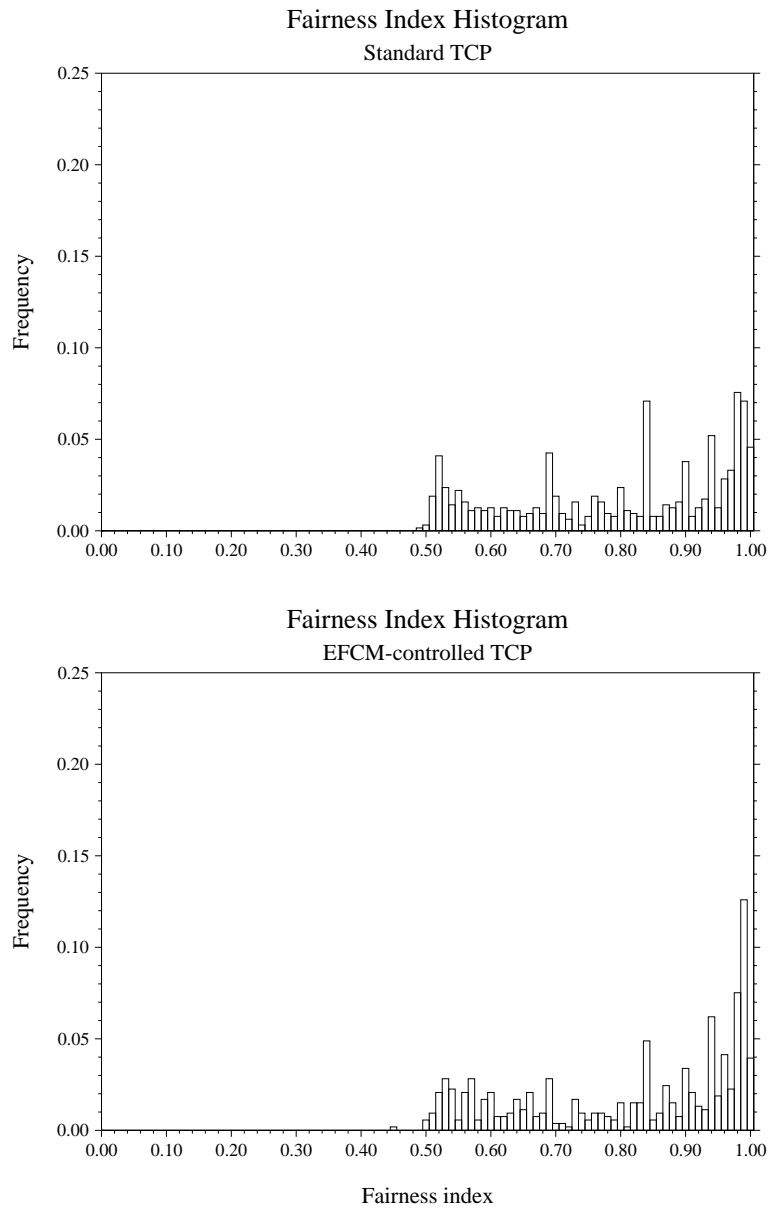 Fairness Index Histogram
Standard TCP
0.25
0.20
0.15
0.10
0.05
0.00
Frequency
0.00 0.10 0.20 0.30 0.40 0.50 0.60 0.70 0.80 0.90 1.00
Fairness Index Histogram
EFCM-controlled TCP
0.25
0.20
0.15
0.10
0.05
0.00
Frequency
0.00 0.10 0.20 0.30 0.40 0.50 0.60 0.70 0.80 0.90 1.00
Fairness index